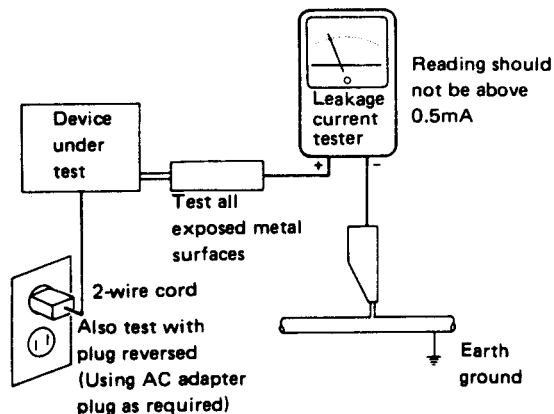 Device
under
test
Leakage
current
tester
+ -
Reading should
not be above
0.5mA
Test all
exposed metal
surfaces
2-wire cord
Also test with
plug reversed
(Using AC adapter
plug as required)
Earth
ground